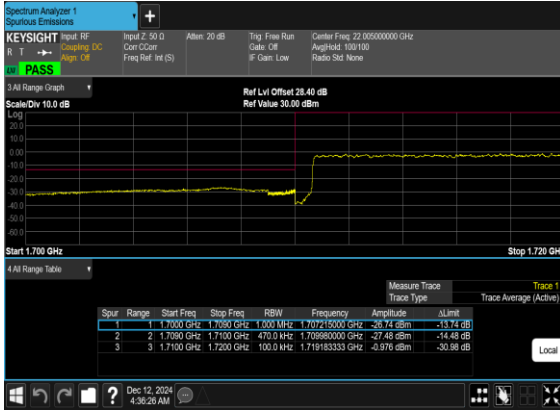 Spectrum Analyzer 1
Spurious Emissions
+
KEYSIGHT Input: RF Input Z: 50 Ω Atten: 20 dB Trig: Free Run Center Freq: 22.005000000 GHz
R T Coupling: DC Corr CCorr Gate: Off Avg|Hold: 100/100
Align: Off Freq Ref: Int (S) IF Gain: Low Radio Std: None
PASS
3 All Range Graph
Ref Lvl Offset 28.40 dB
Scale/Div 10.0 dB Ref Value 30.00 dBm
Log
20.0
10.0
0.00
-10.0
-20.0
-30.0
-40.0
-50.0
-60.0
Start 1.700 GHz Stop 1.720 GH
4 All Range Table
Measure Trace Trace 1
Trace Type Trace Average (Active)
Spur Range Start Freq Stop Freq RBW Frequency Amplitude ΔLimit
1 1 1.7000 GHz 1.7090 GHz 1.000 MHz 1.707215000 GHz -26.74 dBm -13.74 dB
2 2 1.7090 GHz 1.7100 GHz 470.0 kHz 1.709980000 GHz -27.48 dBm -14.48 dB
3 3 1.7100 GHz 1.7200 GHz 100.0 kHz 1.719183333 GHz -0.976 dBm -30.98 dB
Local
? Dec 12, 2024
4:36:26 AM